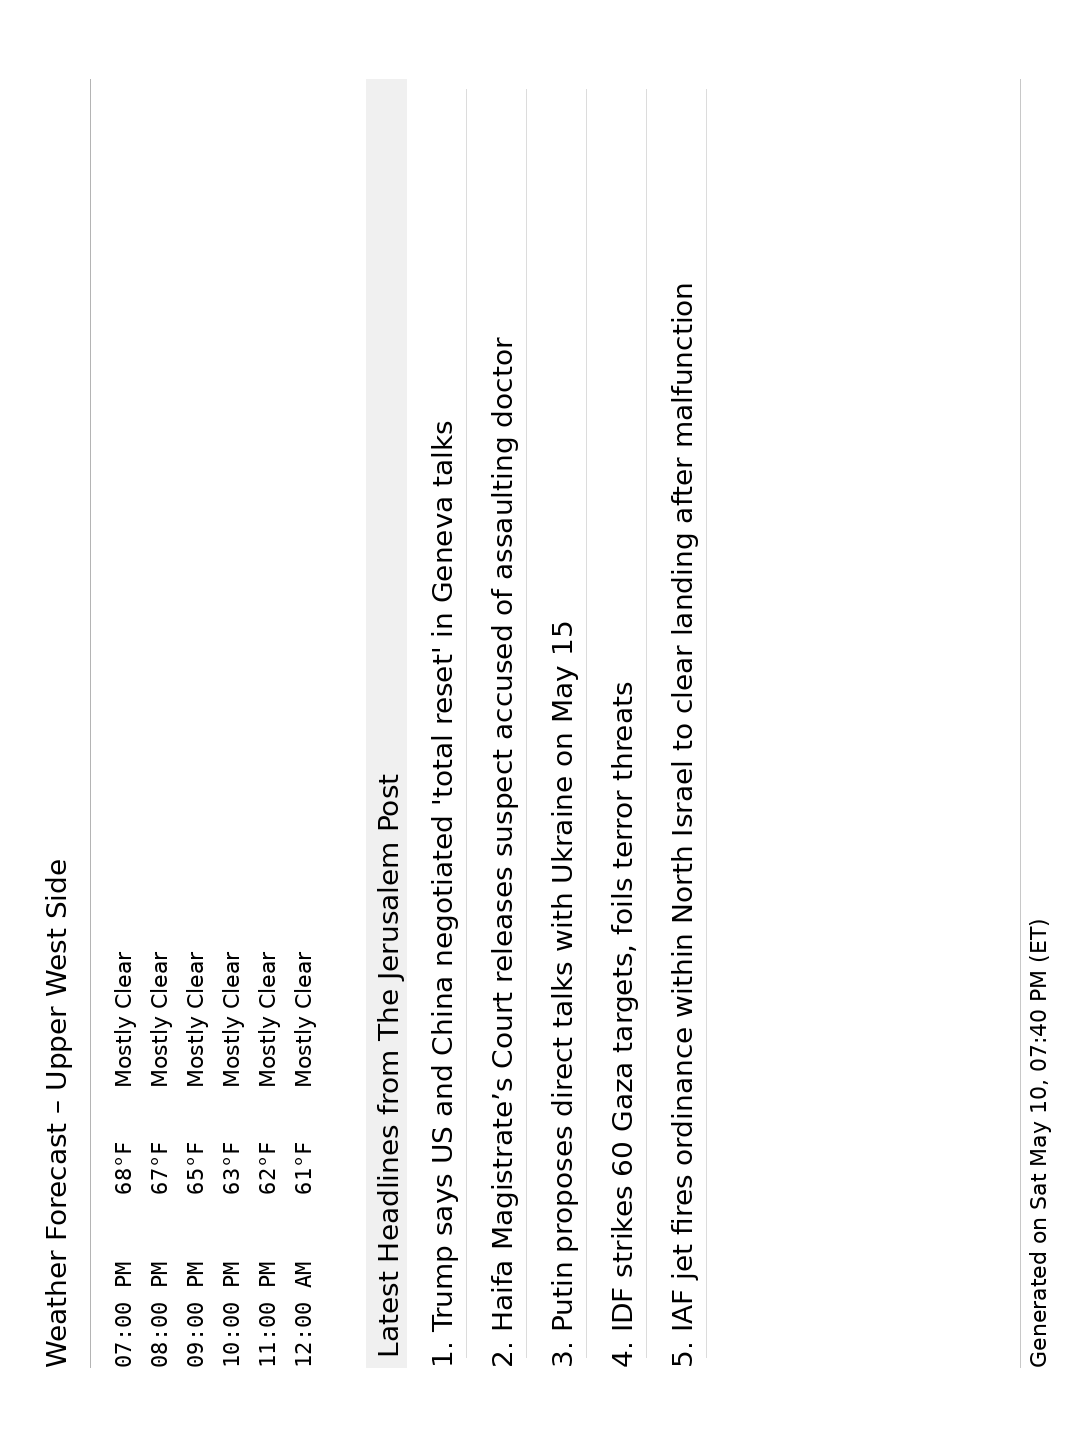 Weather Forecast – Upper West Side
07:00 PM 68°F Mostly Clear
08:00 PM 67°F Mostly Clear
09:00 PM 65°F Mostly Clear
10:00 PM 63°F Mostly Clear
11:00 PM 62°F Mostly Clear
12:00 AM 61°F Mostly Clear
Latest Headlines from The Jerusalem Post
1. Trump says US and China negotiated 'total reset' in Geneva talks
2. Haifa Magistrate’s Court releases suspect accused of assaulting doctor
3. Putin proposes direct talks with Ukraine on May 15
4. IDF strikes 60 Gaza targets, foils terror threats
5. IAF jet fires ordinance within North Israel to clear landing after malfunction
Generated on Sat May 10, 07:40 PM (ET)